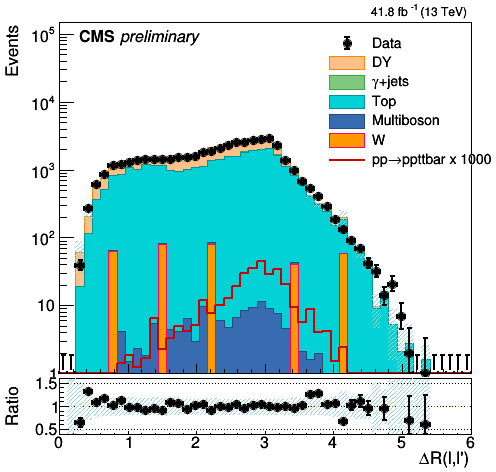 41.8 fb⁻¹ (13 TeV)
CMS preliminary
Events
10⁵
10⁴
10³
10²
10
1
Data
DY
γ+jets
Top
Multiboson
W
pp→ppttbar x 1000
Ratio
1.5
1
0.5
0 1 2 3 4 5 6
ΔR(l,l')